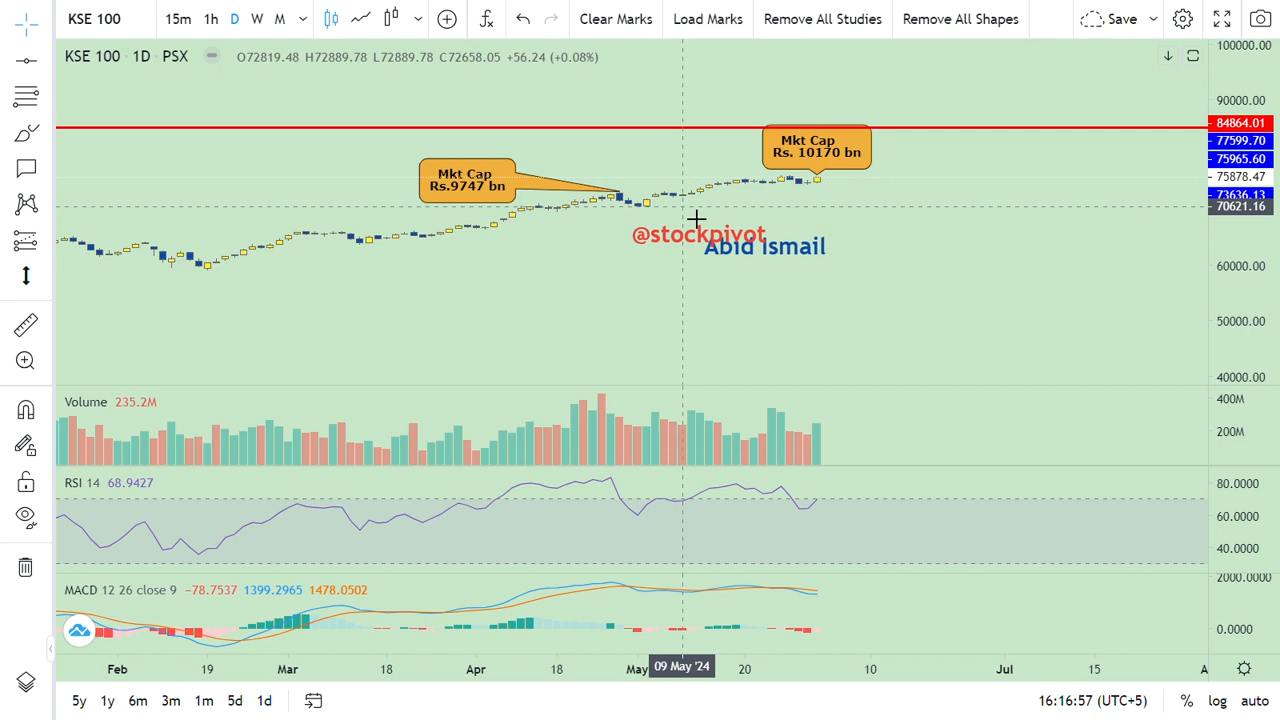 KSE 100 15m 1h D W M Clear Marks Load Marks Remove All Studies Remove All Shapes Save
KSE 100 · 1D · PSX O72819.48 H72889.78 L72889.78 C72658.05 +56.24 (+0.08%)
100000.00
90000.00
84864.01
77599.70
75965.60
75878.47
73636.13
70621.16
60000.00
50000.00
40000.00
Mkt Cap
Rs. 10170 bn
Mkt Cap
Rs.9747 bn
@stockpivot
Abid Ismail
Volume 235.2M
400M
200M
RSI 14 68.9427
80.0000
60.0000
40.0000
MACD 12 26 close 9 −78.7537 1399.2965 1478.0502
2000.0000
0.0000
Feb 19 Mar 18 Apr 18 May 09 May '24 20 10 Jul 15 A
5y 1y 6m 3m 1m 5d 1d 16:16:57 (UTC+5) % log auto